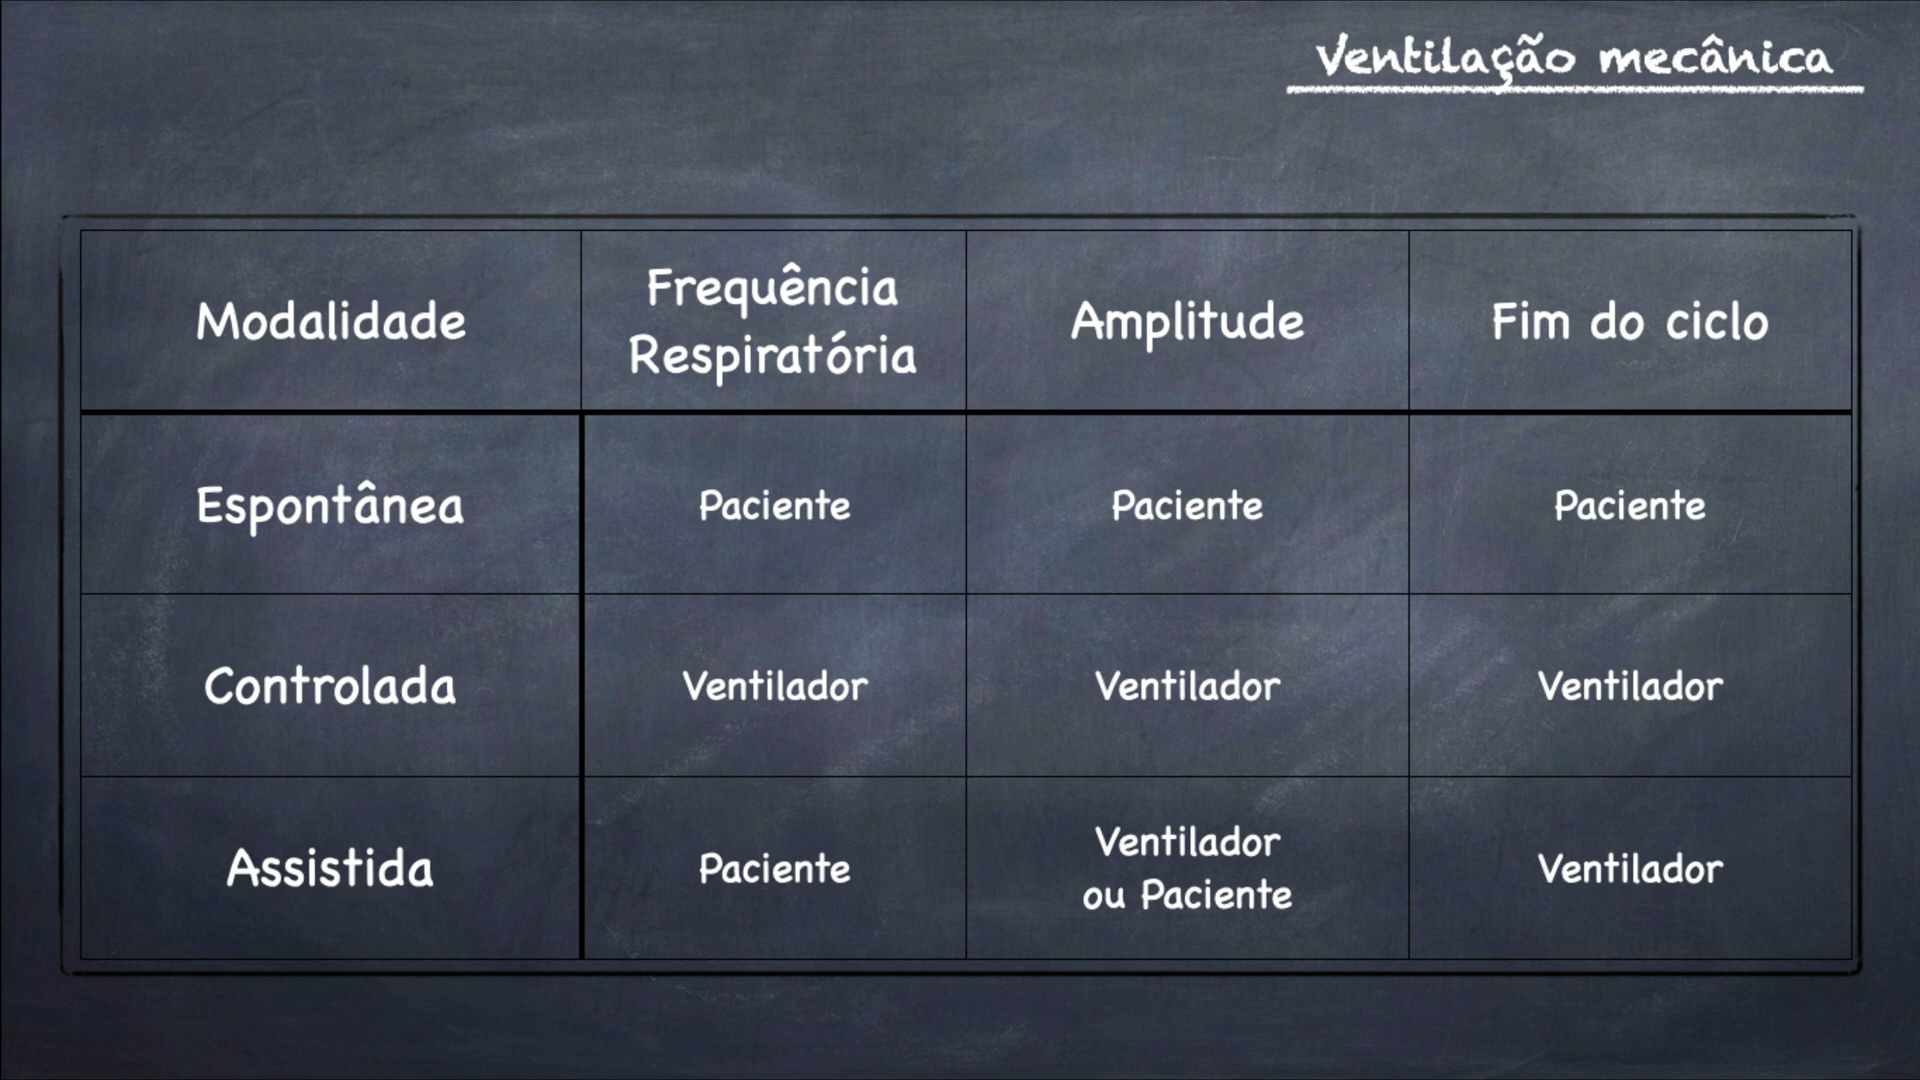 Ventilação mecânica
Modalidade
Frequência
Respiratória
Amplitude
Fim do ciclo
Espontânea
Paciente
Paciente
Paciente
Controlada
Ventilador
Ventilador
Ventilador
Assistida
Paciente
Ventilador
ou Paciente
Ventilador